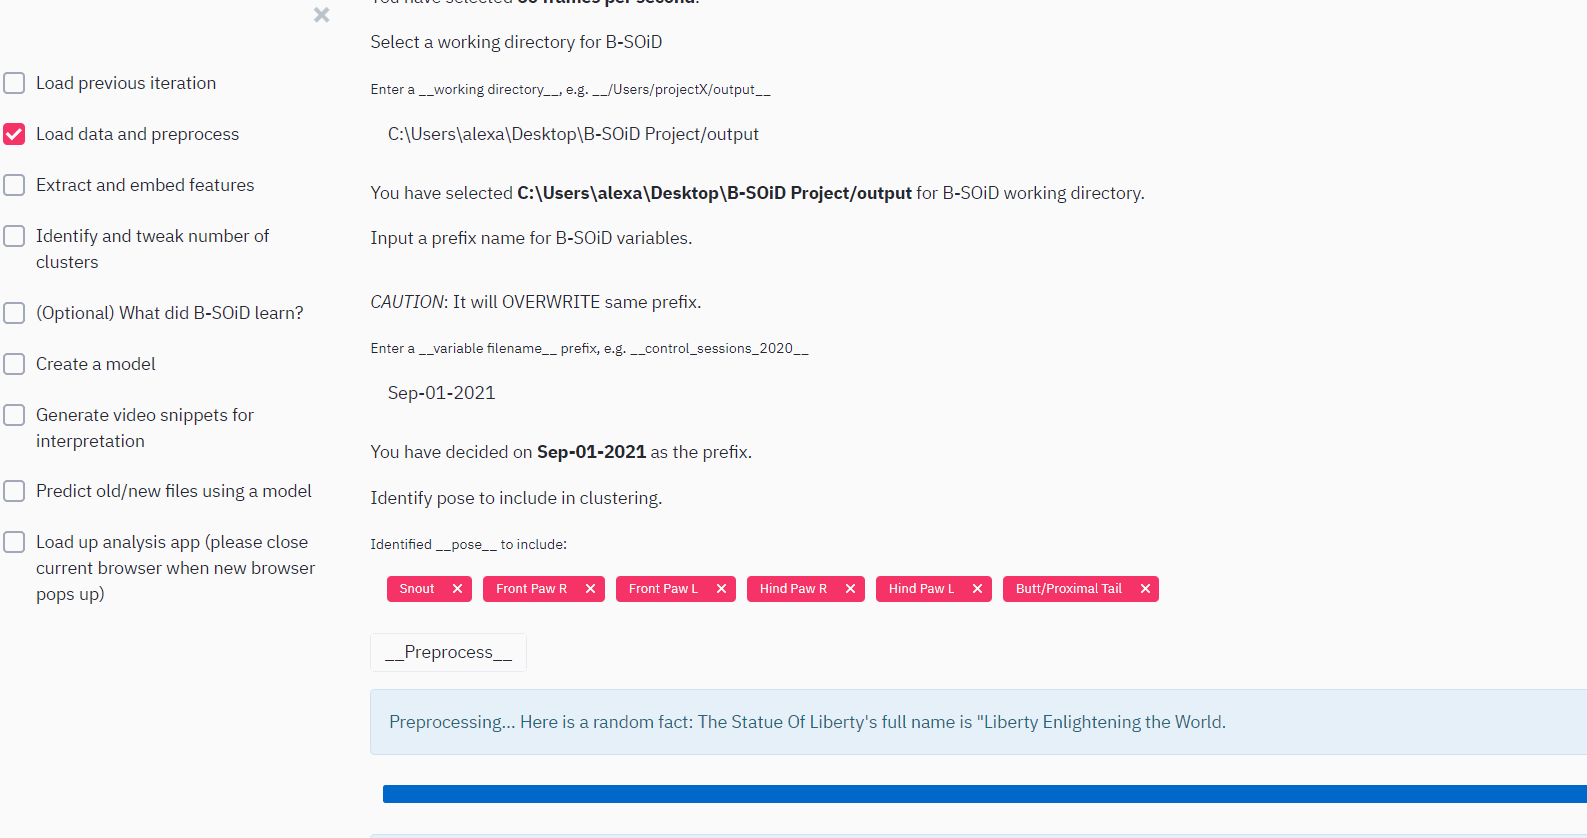 Load previous iteration
Load data and preprocess
Extract and embed features
Identify and tweak number of
clusters
(Optional) What did B-SOiD learn?
Create a model
Generate video snippets for
interpretation
Predict old/new files using a model
Load up analysis app (please close
current browser when new browser
pops up)
You have selected 60 frames per second.
Select a working directory for B-SOiD
Enter a __working directory__, e.g. __/Users/projectX/output__
C:\Users\alexa\Desktop\B-SOiD Project/output
You have selected C:\Users\alexa\Desktop\B-SOiD Project/output for B-SOiD working directory.
Input a prefix name for B-SOiD variables.
CAUTION: It will OVERWRITE same prefix.
Enter a __variable filename__ prefix, e.g. __control_sessions_2020__
Sep-01-2021
You have decided on Sep-01-2021 as the prefix.
Identify pose to include in clustering.
Identified __pose__ to include:
Snout Front Paw R Front Paw L Hind Paw R Hind Paw L Butt/Proximal Tail
__Preprocess__
Preprocessing... Here is a random fact: The Statue Of Liberty's full name is "Liberty Enlightening the World.